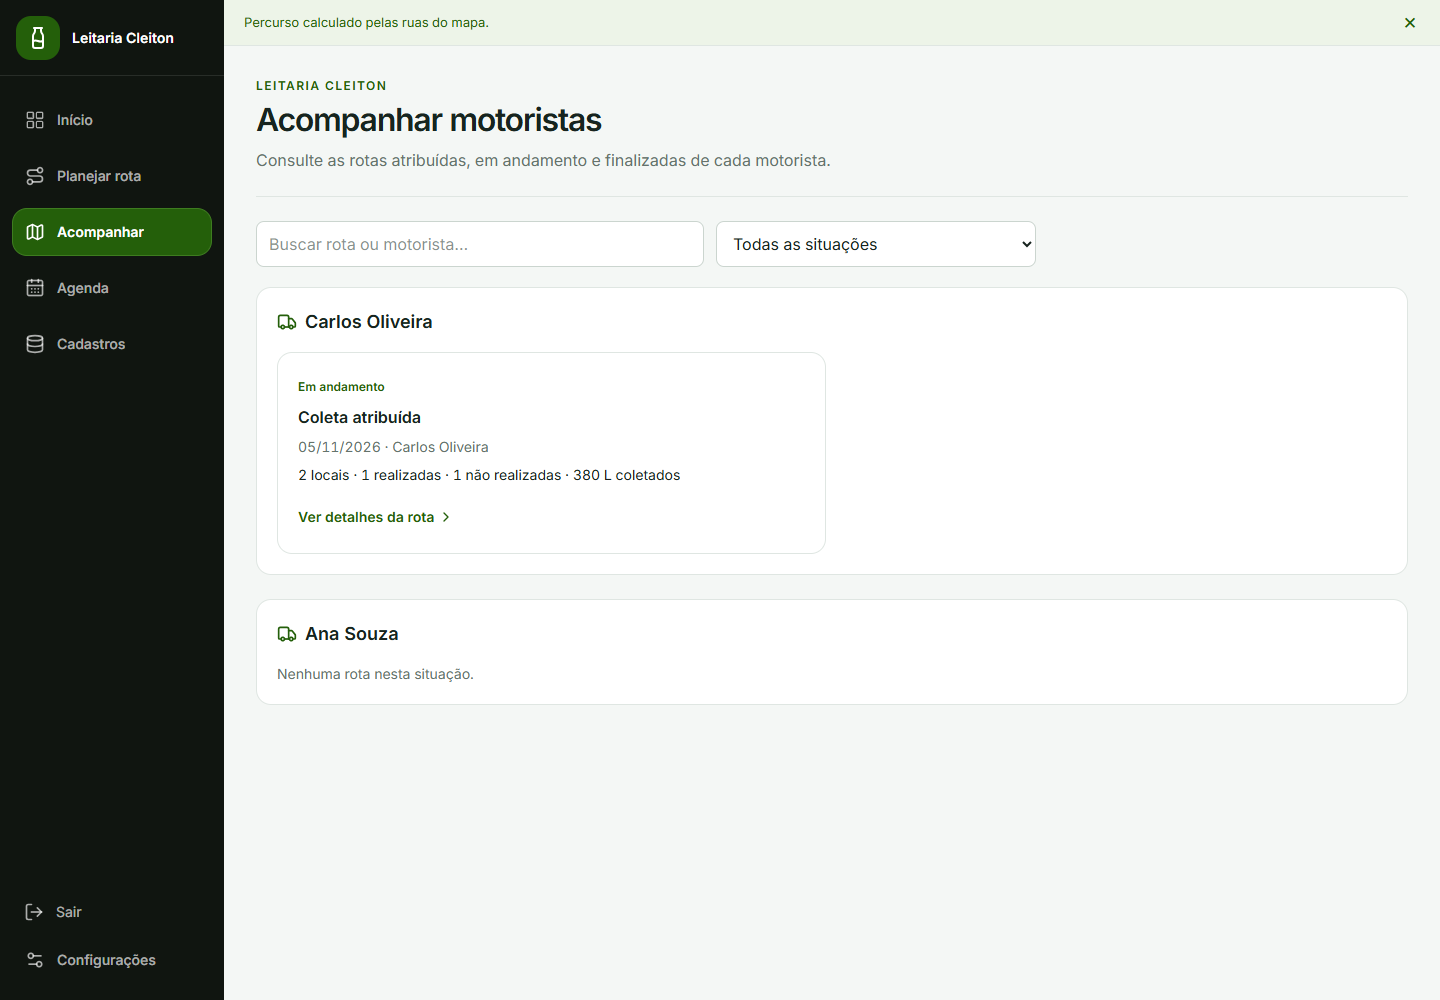 Leitaria Cleiton
Início
Planejar rota
Acompanhar
Agenda
Cadastros
Sair
Configurações
Percurso calculado pelas ruas do mapa.
LEITARIA CLEITON
Acompanhar motoristas
Consulte as rotas atribuídas, em andamento e finalizadas de cada motorista.
Buscar rota ou motorista...
Todas as situações
Carlos Oliveira
Em andamento
Coleta atribuída
05/11/2026 · Carlos Oliveira
2 locais · 1 realizadas · 1 não realizadas · 380 L coletados
Ver detalhes da rota
Ana Souza
Nenhuma rota nesta situação.